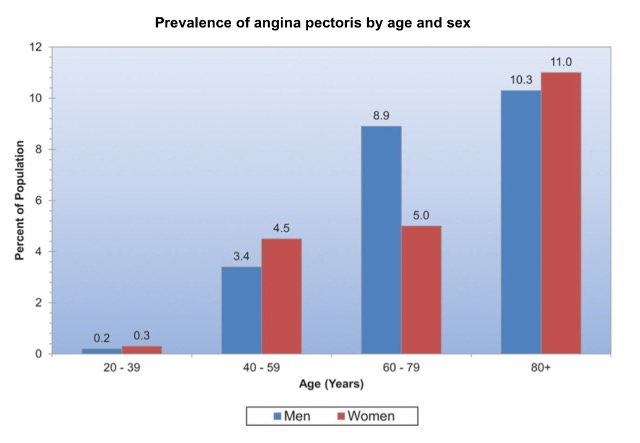 Prevalence of angina pectoris by age and sex
Percent of Population
12
10
8
6
4
2
0
0.2
0.3
3.4
4.5
8.9
5.0
10.3
11.0
20 - 39
40 - 59
60 - 79
80+
Age (Years)
Men
Women